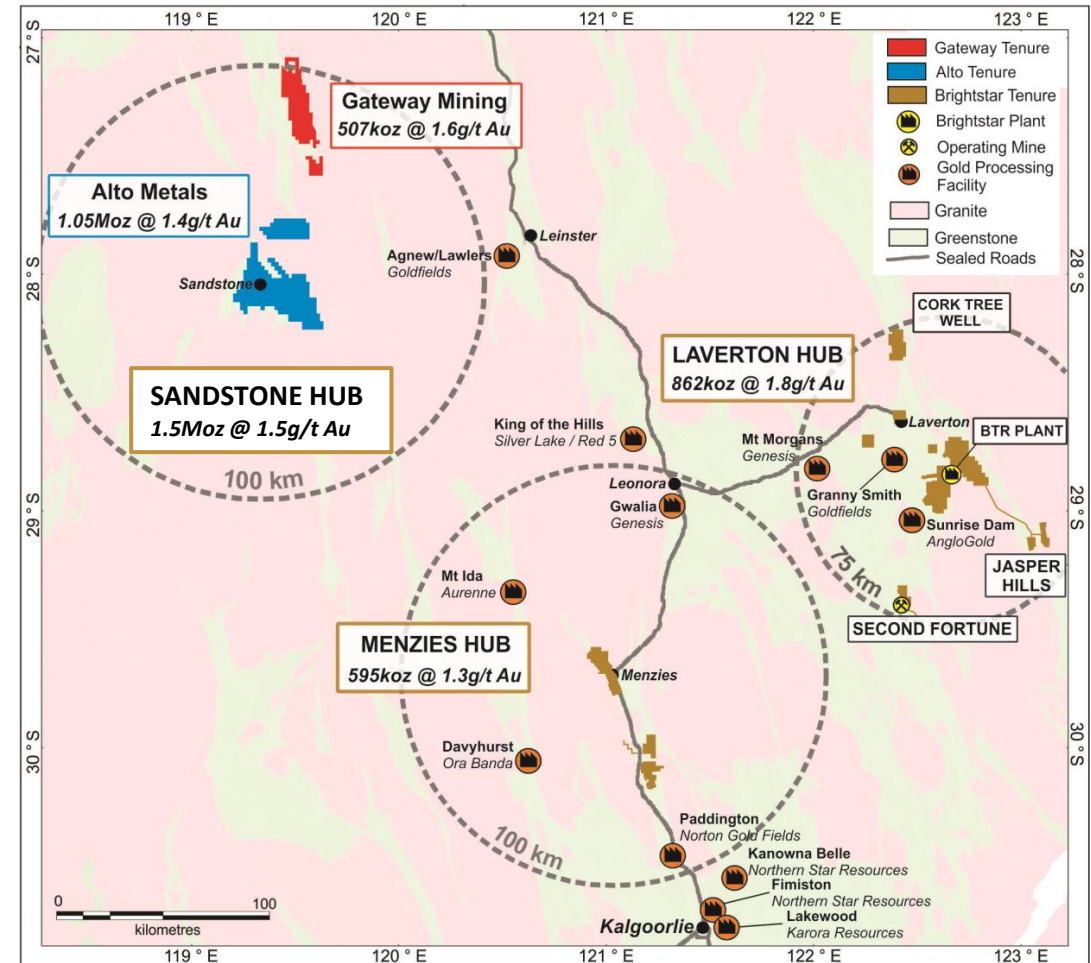 119 ° E
120 ° E
121 ° E
122 ° E
123 ° E
27 ° S
Gateway Tenure
Alto Tenure
Brightstar Tenure
Brightstar Plant
Operating Mine
Gold Processing
Facility
Granite
Greenstone
Sealed Roads
Gateway Mining
507koz @ 1.6g/t Au
Alto Metals
1.05Moz @ 1.4g/t Au
Sandstone
Leinster
Agnew/Lawlers
Goldfields
28 ° S
28 ° S
CORK TREE
WELL
SANDSTONE HUB
1.5Moz @ 1.5g/t Au
100 km
LAVERTON HUB
862koz @ 1.8g/t Au
King of the Hills
Silver Lake / Red 5
Mt Morgans
Genesis
Laverton
BTR PLANT
Leonora
Gwalia
Genesis
Granny Smith
Goldfields
Sunrise Dam
AngloGold
29 ° S
29 ° S
75 km
JASPER
HILLS
SECOND FORTUNE
Mt Ida
Aurenne
MENZIES HUB
595koz @ 1.3g/t Au
Menzies
30 ° S
30 ° S
Davyhurst
Ora Banda
100 km
Paddington
Norton Gold Fields
Kanowna Belle
Northern Star Resources
Fimiston
Northern Star Resources
Lakewood
Karora Resources
Kalgoorlie
0
100
kilometres
119 ° E
120 ° E
121 ° E
122 ° E
123 ° E